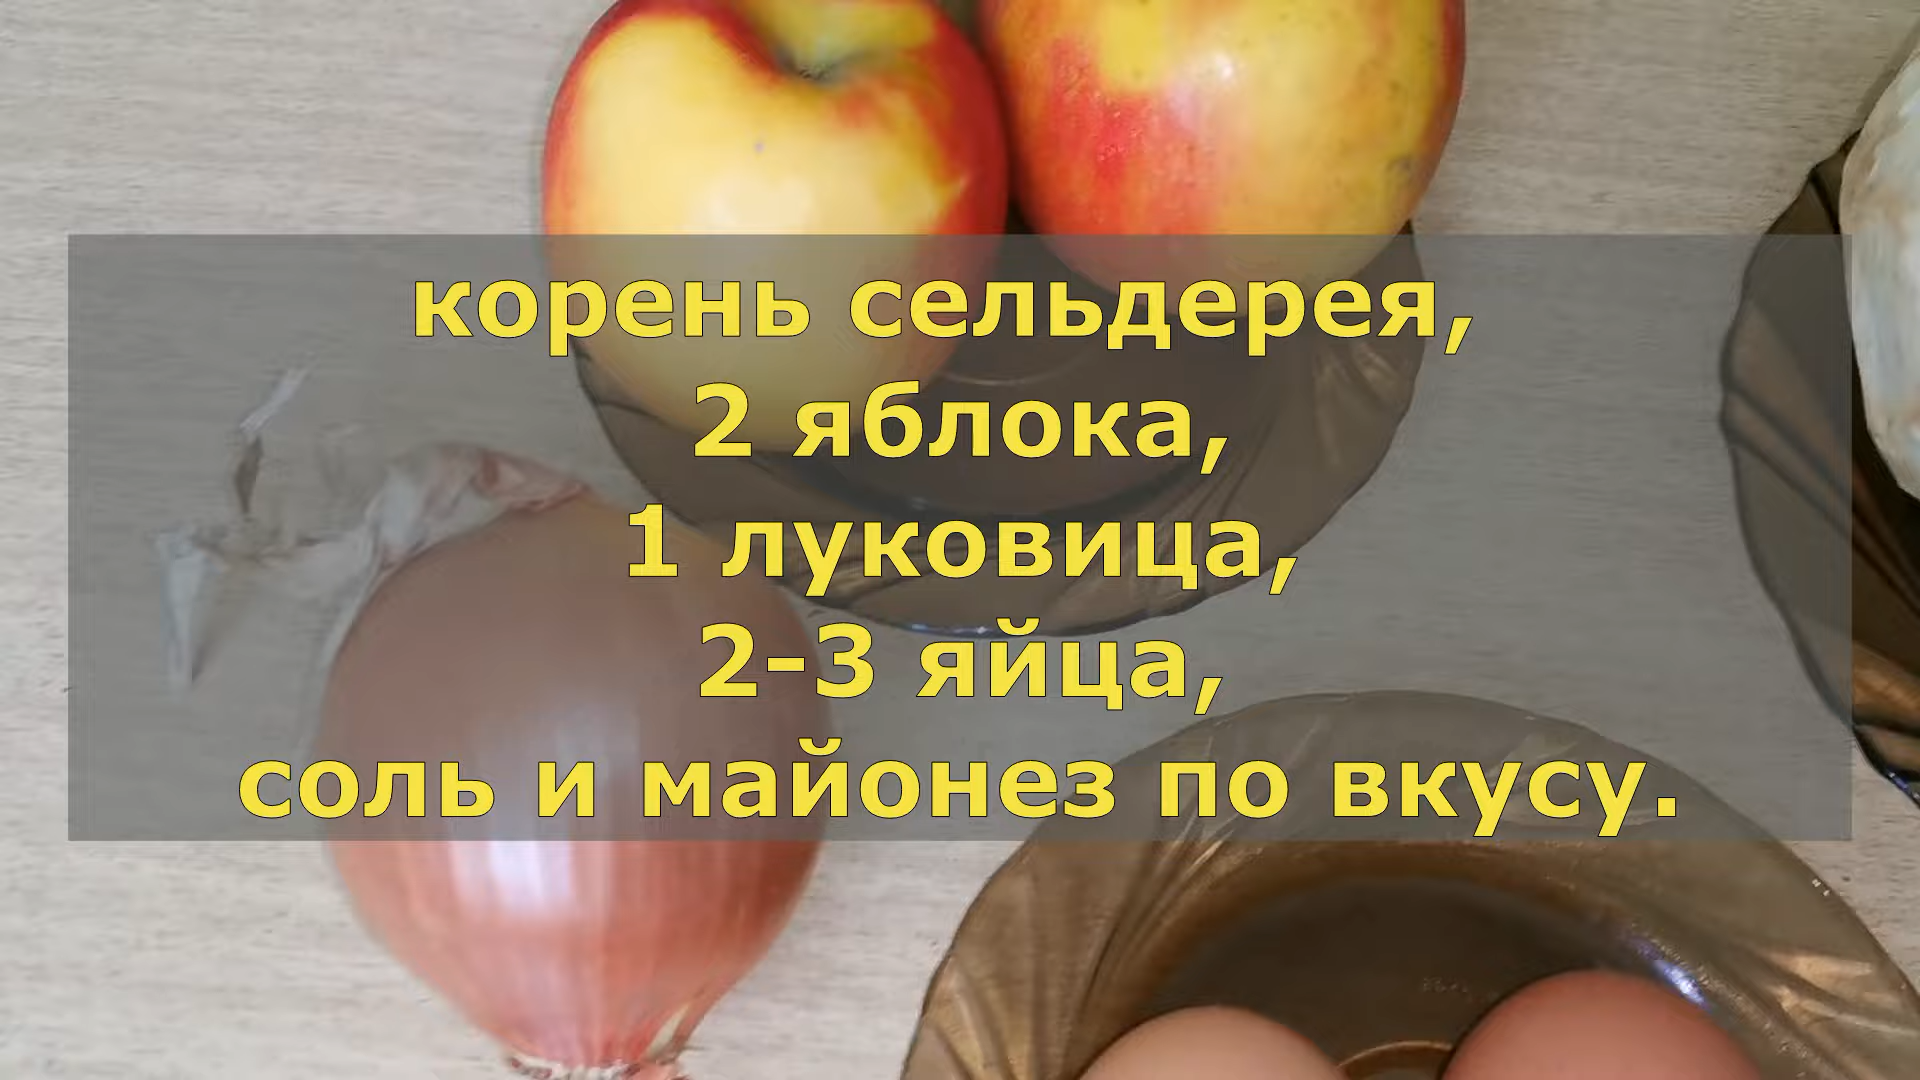 корень сельдерея,
2 яблока,
1 луковица,
2-3 яйца,
соль и майонез по вкусу.